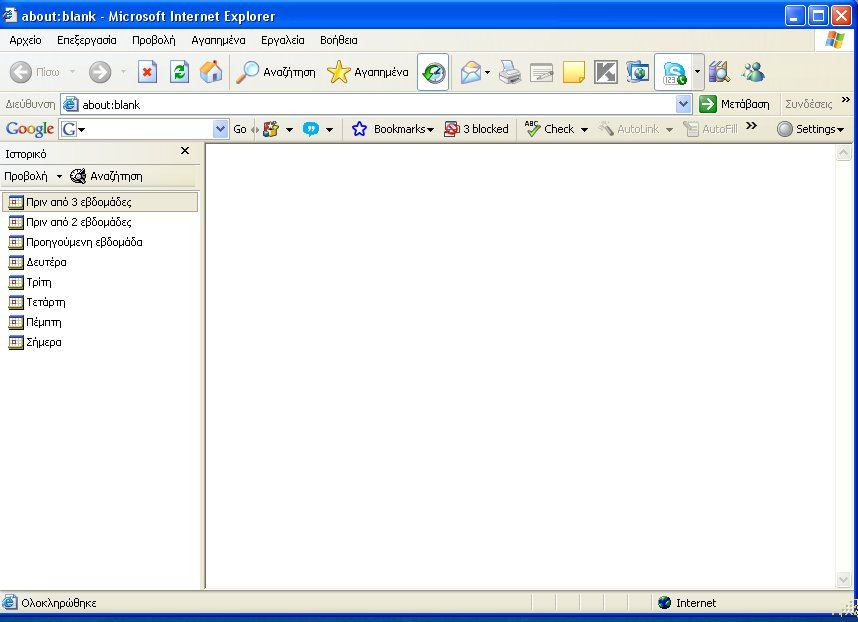 about:blank - Microsoft Internet Explorer
Αρχείο Επεξεργασία Προβολή Αγαπημένα Εργαλεία Βοήθεια
Πίσω Αναζήτηση Αγαπημένα 123
Διεύθυνση about:blank Μετάβαση Συνδέσεις »
Google G Go Bookmarks 3 blocked ABC Check AutoLink AutoFill » Settings
Ιστορικό
Προβολή Αναζήτηση
Πριν από 3 εβδομάδες
Πριν από 2 εβδομάδες
Προηγούμενη εβδομάδα
Δευτέρα
Τρίτη
Τετάρτη
Πέμπτη
Σήμερα
Ολοκληρώθηκε Internet